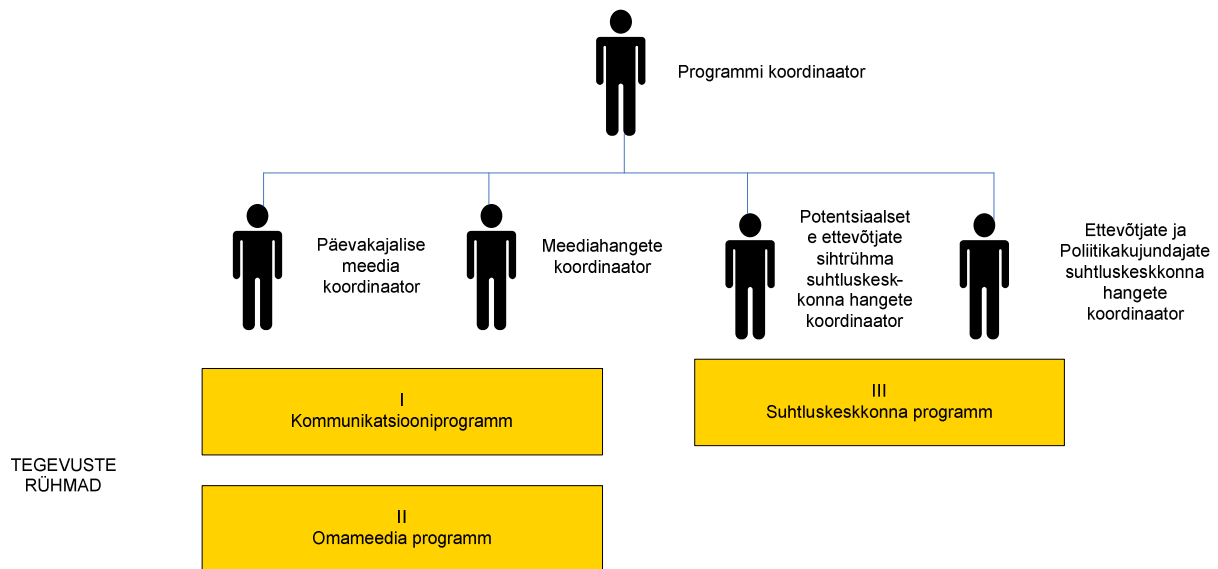 Programmi koordinaator
Päevakajalise
meedia
koordinaator
Meediahangete
koordinaator
Potentsiaalset
e ettevõtjate
sihtrühma
suhtluskesk-
konna hangete
koordinaator
Ettevõtjate ja
Poliitikakujundajate
suhtluskeskkonna
hangete
koordinaator
I
Kommunikatsiooniprogramm
III
Suhtluskeskkonna programm
TEGEVUSTE
RÜHMAD
II
Omameedia programm